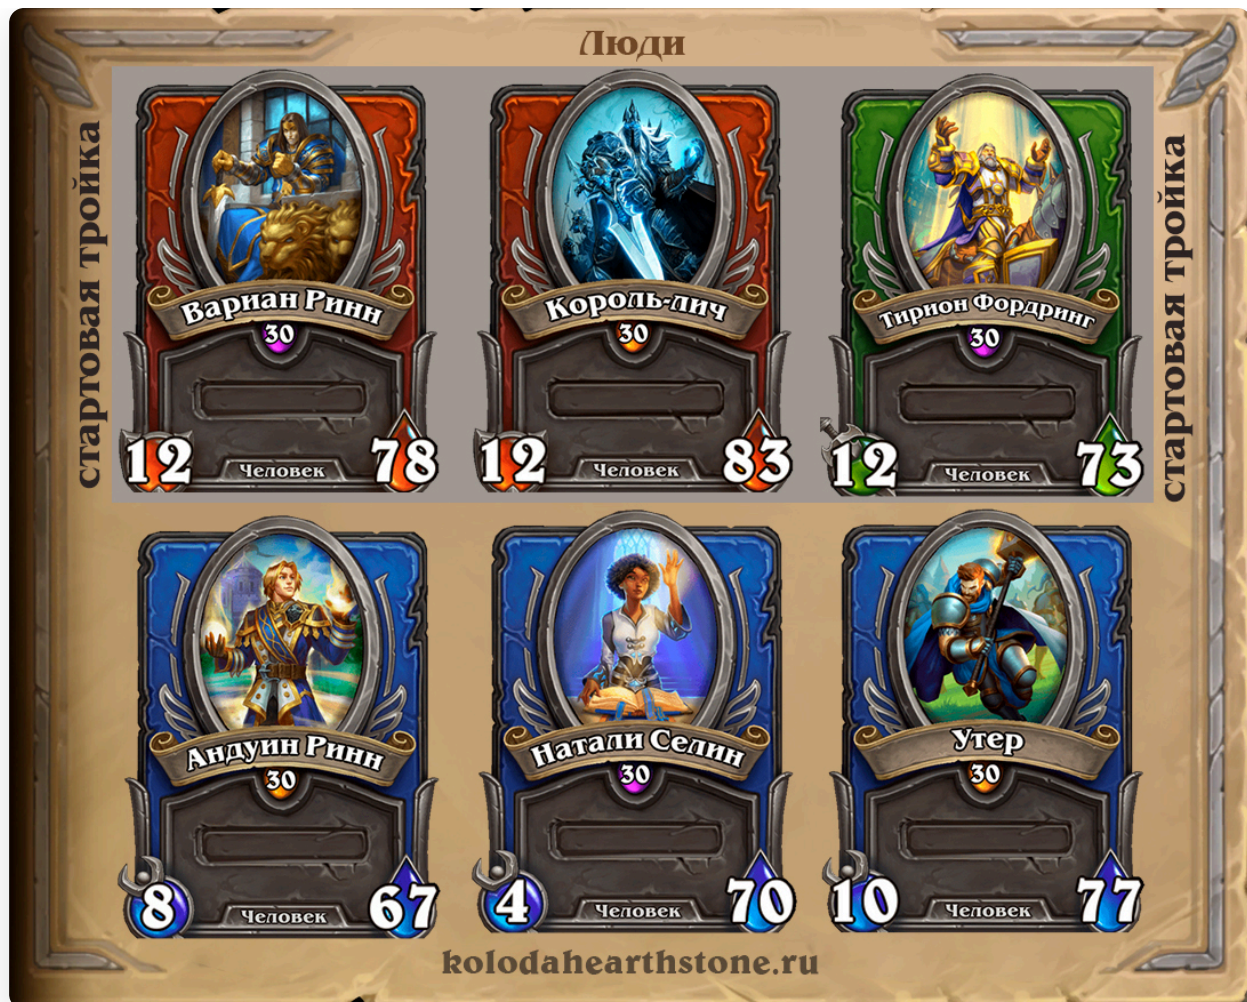 Люди
стартовая тройка
стартовая тройка
Вариан Ринн
30
12
78
Человек
Король-лич
30
12
83
Человек
Тирион Фордринг
30
12
73
Человек
Андуин Ринн
30
8
67
Человек
Натали Селин
30
4
70
Человек
Утер
30
10
77
Человек
kolodahearthstone.ru